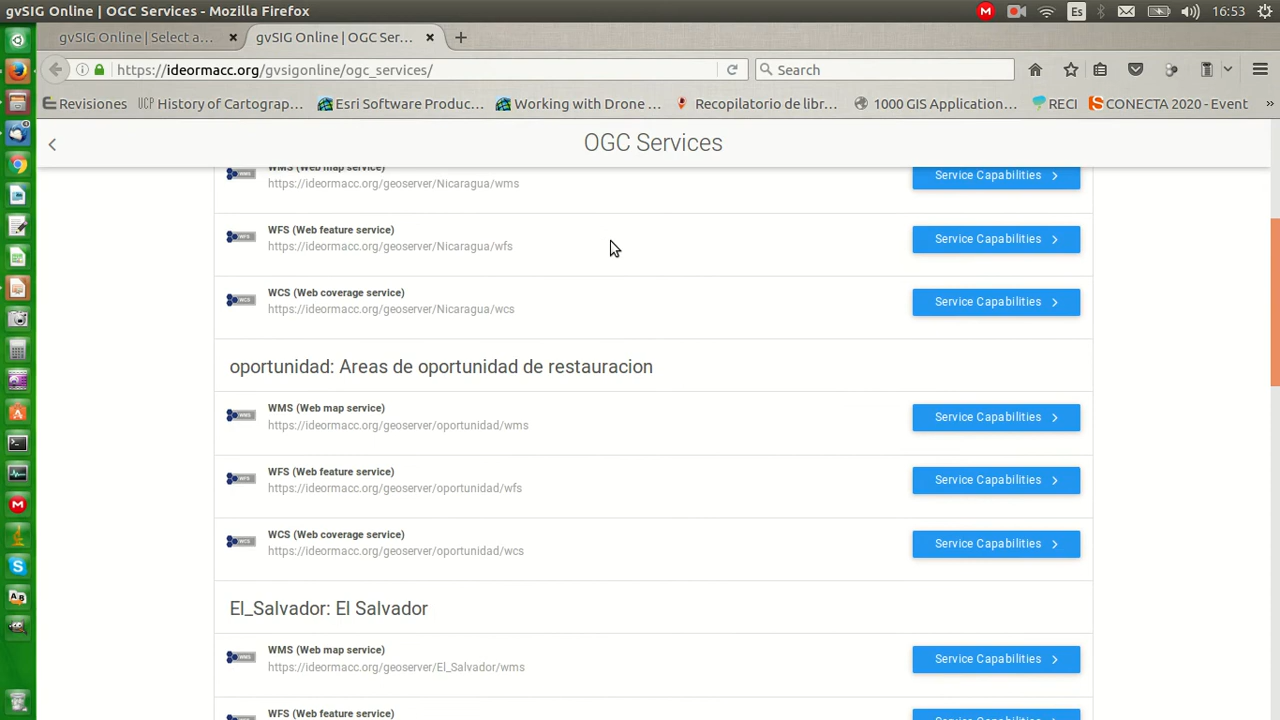 gvSIG Online | OGC Services - Mozilla Firefox
Es
16:53
gvSIG Online | Select a...
gvSIG Online | OGC Ser...
https://ideormacc.org/gvsigonline/ogc_services/
Search
Revisiones
History of Cartograp...
Esri Software Produc...
Working with Drone ...
Recopilatorio de libr...
1000 GIS Application...
RECI
CONECTA 2020 - Event
»
OGC Services
WMS (Web map service)
https://ideormacc.org/geoserver/Nicaragua/wms
Service Capabilities
WFS (Web feature service)
https://ideormacc.org/geoserver/Nicaragua/wfs
Service Capabilities
WCS (Web coverage service)
https://ideormacc.org/geoserver/Nicaragua/wcs
Service Capabilities
oportunidad: Areas de oportunidad de restauracion
WMS (Web map service)
https://ideormacc.org/geoserver/oportunidad/wms
Service Capabilities
WFS (Web feature service)
https://ideormacc.org/geoserver/oportunidad/wfs
Service Capabilities
WCS (Web coverage service)
https://ideormacc.org/geoserver/oportunidad/wcs
Service Capabilities
El_Salvador: El Salvador
WMS (Web map service)
https://ideormacc.org/geoserver/El_Salvador/wms
Service Capabilities
WFS (Web feature service)